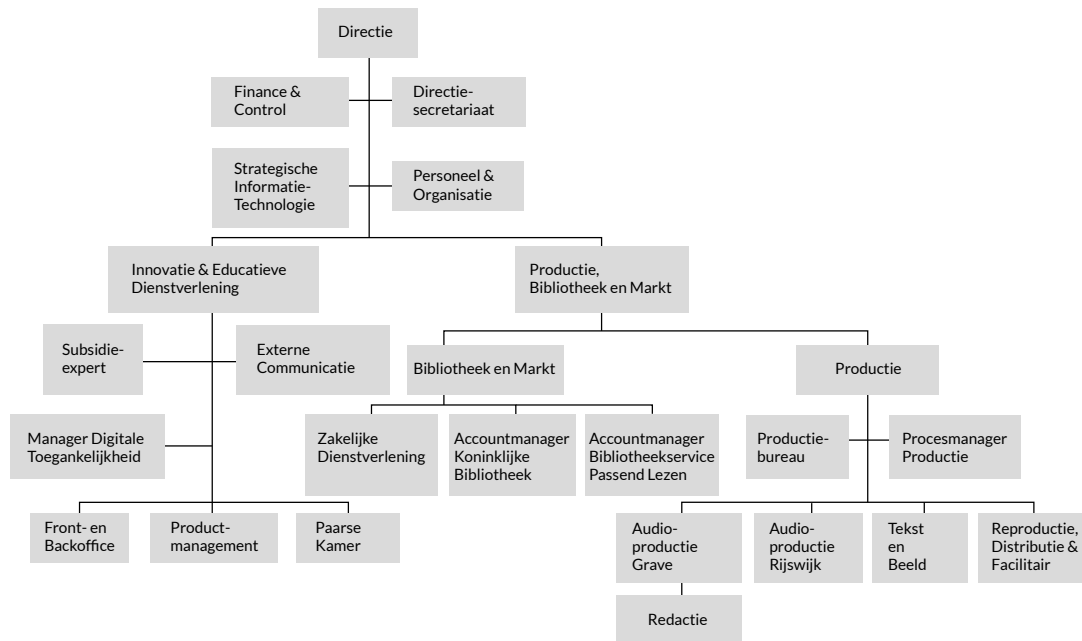 Directie
Finance &
Control
Directie-
secretariaat
Strategische
Informatie-
Technologie
Personeel &
Organisatie
Innovatie & Educatieve
Dienstverlening
Productie,
Bibliotheek en Markt
Subsidie-
expert
Externe
Communicatie
Bibliotheek en Markt
Productie
Manager Digitale
Toegankelijkheid
Zakelijke
Dienstverlening
Accountmanager
Koninklijke
Bibliotheek
Accountmanager
Bibliotheekservice
Passend Lezen
Productie-
bureau
Procesmanager
Productie
Front- en
Backoffice
Product-
management
Paarse
Kamer
Audio-
productie
Grave
Audio-
productie
Rijswijk
Tekst
en
Beeld
Reproductie,
Distributie &
Facilitair
Redactie